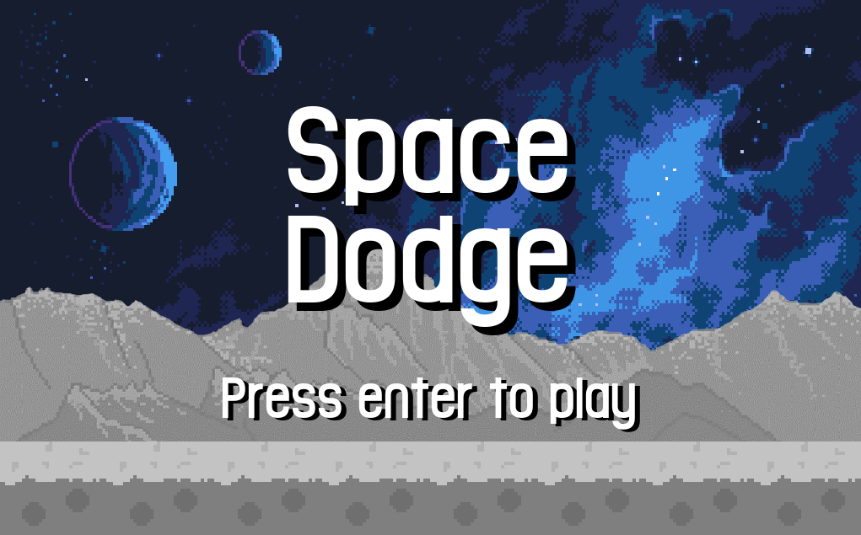 Space
Dodge
Press enter to play